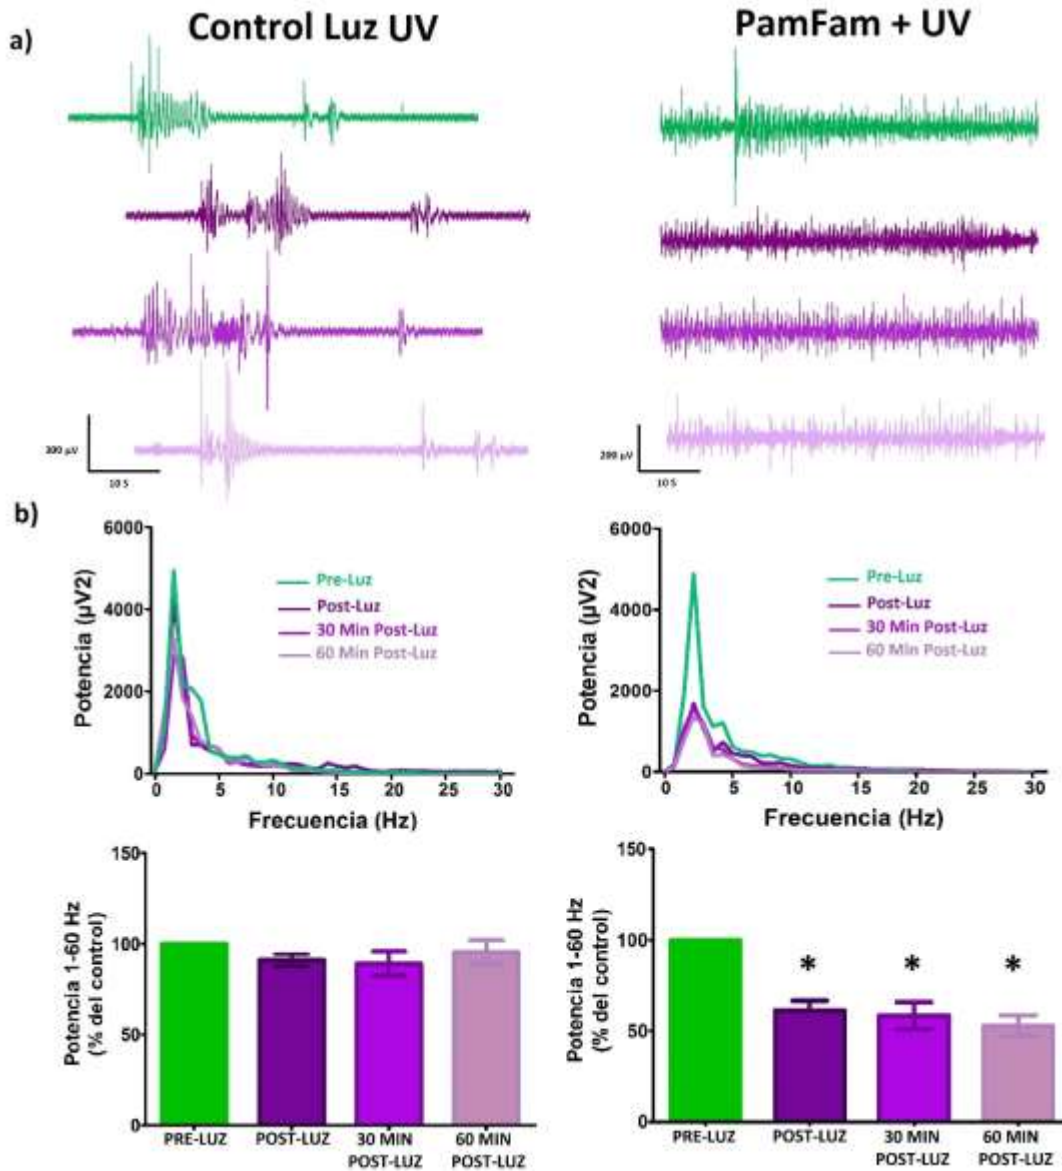 Control Luz UV
PamFam + UV
a)
300 µV
10 S
200 µV
10 S
b)
6000
4000
2000
0
Potencia (µV2)
Pre-Luz
Post-Luz
30 Min Post-Luz
60 Min Post-Luz
0 5 10 15 20 25 30
Frecuencia (Hz)
6000
4000
2000
0
Potencia (µV2)
Pre-Luz
Post-Luz
30 Min Post-Luz
60 Min Post-Luz
0 5 10 15 20 25 30
Frecuencia (Hz)
150
100
50
0
Potencia 1-60 Hz
(% del control)
PRE-LUZ
POST-LUZ
30 MIN
POST-LUZ
60 MIN
POST-LUZ
150
100
50
0
Potencia 1-60 Hz
(% del control)
* * *
PRE-LUZ
POST-LUZ
30 MIN
POST-LUZ
60 MIN
POST-LUZ